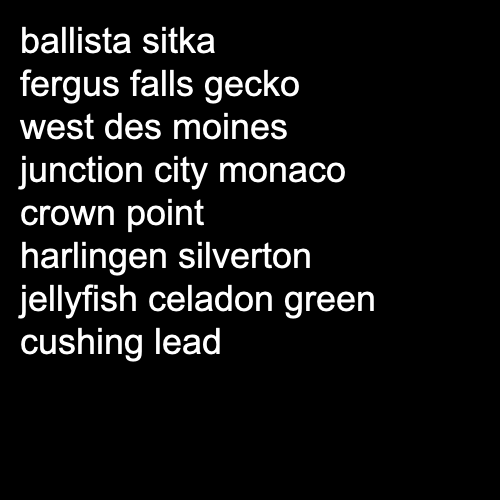 ballista sitka
fergus falls gecko
west des moines
junction city monaco
crown point
harlingen silverton
jellyfish celadon green
cushing lead